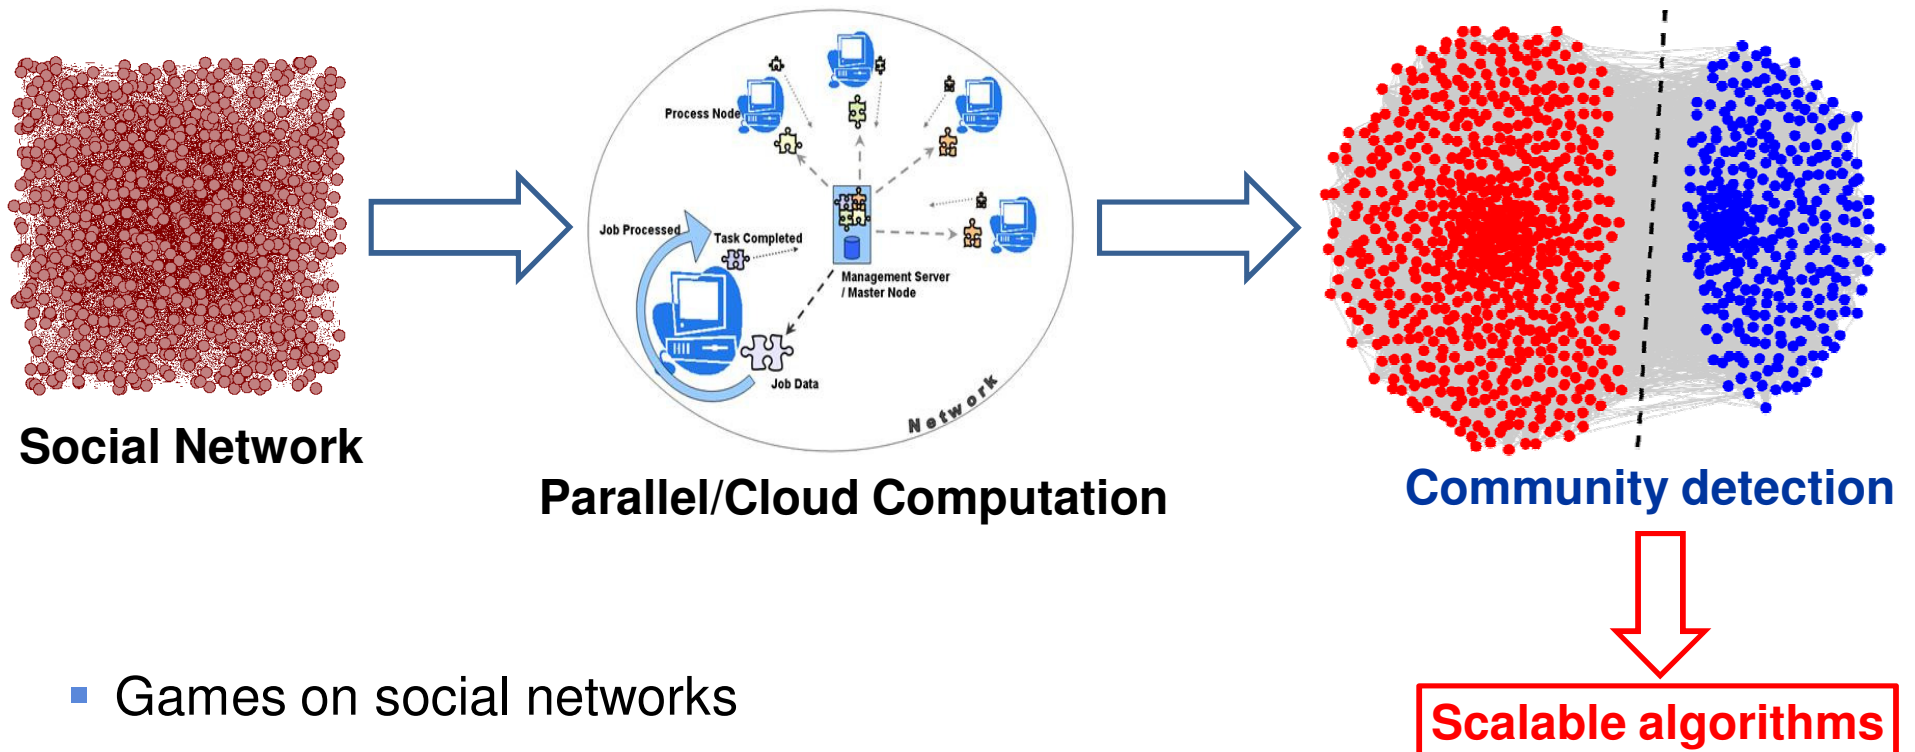 Process Node
Job Processed
Task Completed
Management Server
/ Master Node
Job Data
Network
Social Network
Parallel/Cloud Computation
Community detection
▪ Games on social networks
Scalable algorithms